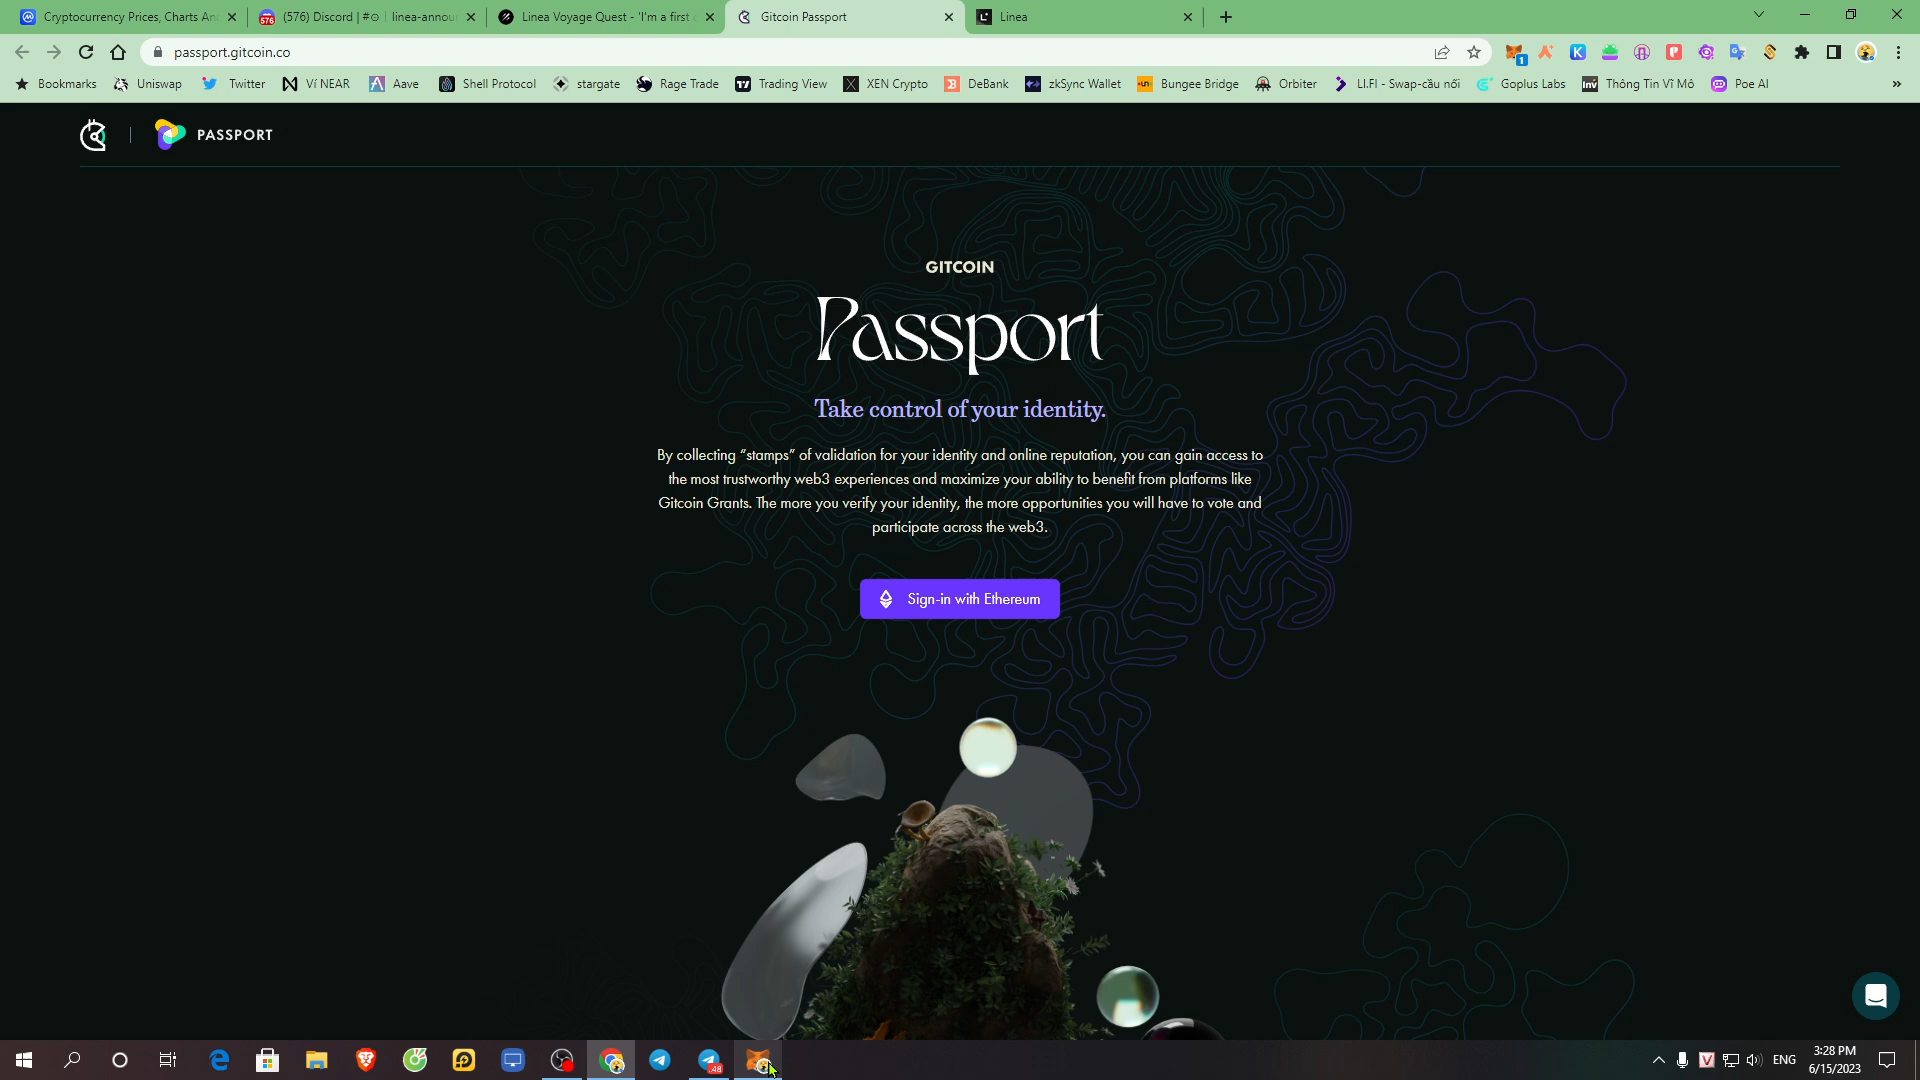 Cryptocurrency Prices, Charts An
(576) Discord | #⊙ | linea-annou
Linea Voyage Quest - 'I'm a first
Gitcoin Passport
Linea
passport.gitcoin.co
1
Bookmarks
Uniswap
Twitter
Ví NEAR
Aave
Shell Protocol
stargate
Rage Trade
Trading View
XEN Crypto
DeBank
zkSync Wallet
Bungee Bridge
Orbiter
LI.FI - Swap-cầu nối
Goplus Labs
Thông Tin Vĩ Mô
Poe AI
PASSPORT
GITCOIN
Passport
Take control of your identity.
By collecting “stamps” of validation for your identity and online reputation, you can gain access to
the most trustworthy web3 experiences and maximize your ability to benefit from platforms like
Gitcoin Grants. The more you verify your identity, the more opportunities you will have to vote and
participate across the web3.
Sign-in with Ethereum
48
ENG
3:28 PM
6/15/2023